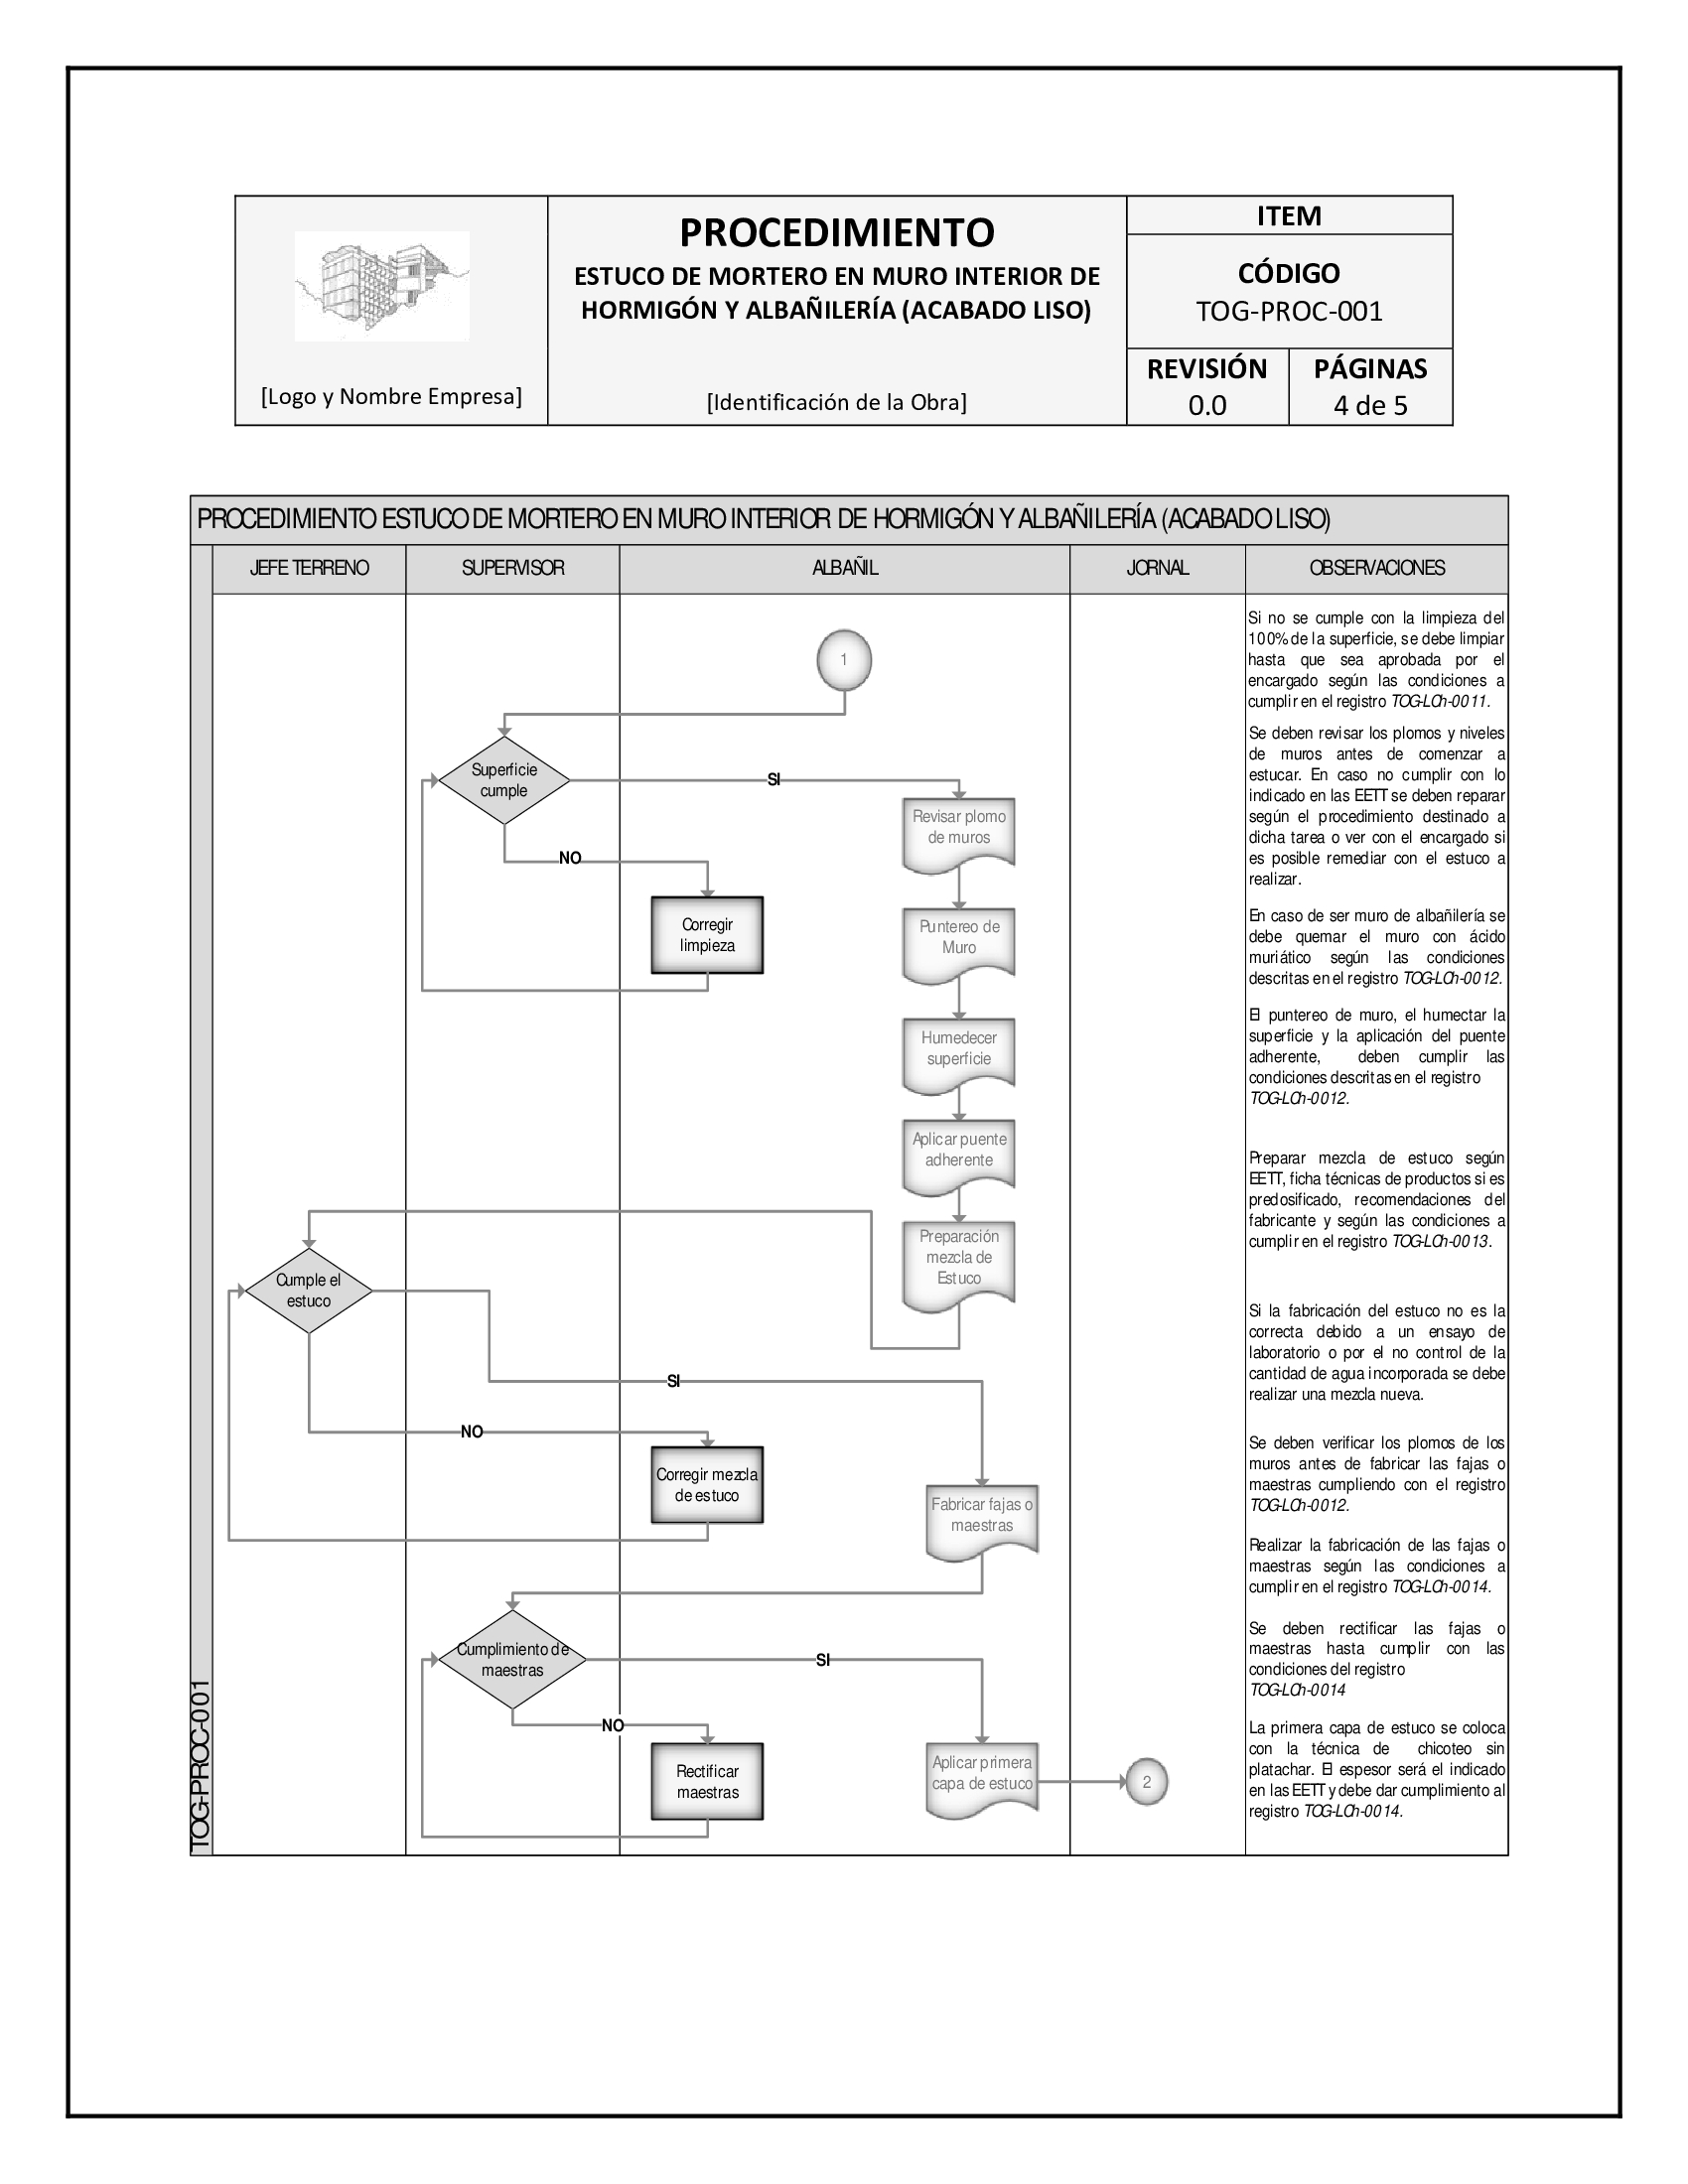 [Logo y Nombre Empresa]
PROCEDIMIENTO
ESTUCO DE MORTERO EN MURO INTERIOR DE
HORMIGÓN Y ALBAÑILERÍA (ACABADO LISO)
[Identificación de la Obra]
ITEM
CÓDIGO
TOG-PROC-001
REVISIÓN
0.0
PÁGINAS
4 de 5
PROCEDIMIENTO ESTUCO DE MORTERO EN MURO INTERIOR DE HORMIGÓN Y ALBAÑILERÍA (ACABADO LISO)
TOG-PROC-001
JEFE TERRENO
SUPERVISOR
ALBAÑIL
JORNAL
OBSERVACIONES
1
Superficie
cumple
SI
NO
Revisar plomo
de muros
Corregir
limpieza
Puntereo de
Muro
Humedecer
superficie
Aplicar puente
adherente
Preparación
mezcla de
Estuco
Cumple el
estuco
SI
NO
Corregir mezcla
de estuco
Fabricar fajas o
maestras
Cumplimiento de
maestras
SI
NO
Rectificar
maestras
Aplicar primera
capa de estuco
2
Si no se cumple con la limpieza del
100% de la superficie, se debe limpiar
hasta que sea aprobada por el
encargado según las condiciones a
cumplir en el registro TOG-LCh-0011.
Se deben revisar los plomos y niveles
de muros antes de comenzar a
estucar. En caso no cumplir con lo
indicado en las EETT se deben reparar
según el procedimiento destinado a
dicha tarea o ver con el encargado si
es posible remediar con el estuco a
realizar.
En caso de ser muro de albañilería se
debe quemar el muro con ácido
muriático según las condiciones
descritas en el registro TOG-LCh-0012.
El puntereo de muro, el humectar la
superficie y la aplicación del puente
adherente, deben cumplir las
condiciones descritas en el registro
TOG-LCh-0012.
Preparar mezcla de estuco según
EETT, ficha técnicas de productos si es
predosificado, recomendaciones del
fabricante y según las condiciones a
cumplir en el registro TOG-LCh-0013.
Si la fabricación del estuco no es la
correcta debido a un ensayo de
laboratorio o por el no control de la
cantidad de agua incorporada se debe
realizar una mezcla nueva.
Se deben verificar los plomos de los
muros antes de fabricar las fajas o
maestras cumpliendo con el registro
TOG-LCh-0012.
Realizar la fabricación de las fajas o
maestras según las condiciones a
cumplir en el registro TOG-LCh-0014.
Se deben rectificar las fajas o
maestras hasta cumplir con las
condiciones del registro
TOG-LCh-0014
La primera capa de estuco se coloca
con la técnica de chicoteo sin
platachar. El espesor será el indicado
en las EETT y debe dar cumplimiento al
registro TOG-LCh-0014.